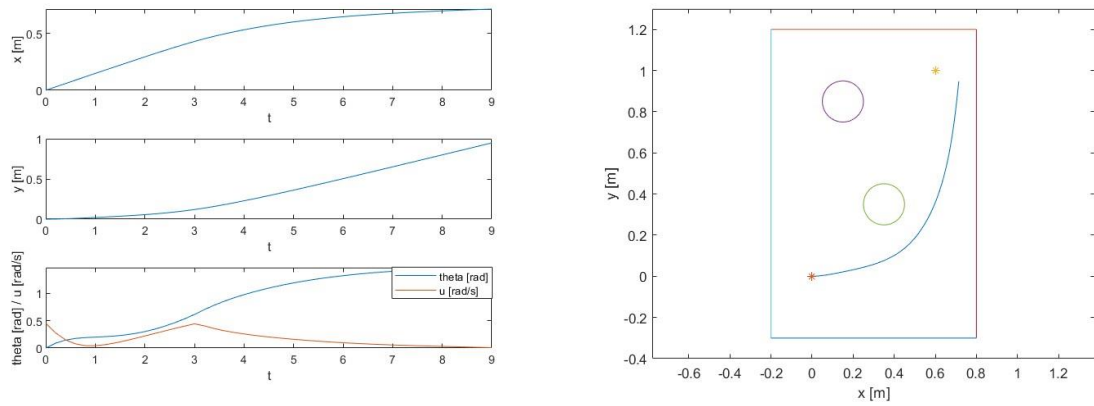 x [m]
0.5
0
0 1 2 3 4 5 6 7 8 9
t
y [m]
1
0.5
0
0 1 2 3 4 5 6 7 8 9
t
theta [rad] / u [rad/s]
1
0.5
0
theta [rad]
u [rad/s]
0 1 2 3 4 5 6 7 8 9
t
y [m]
1.2
1
0.8
0.6
0.4
0.2
0
-0.2
-0.4
-0.6 -0.4 -0.2 0 0.2 0.4 0.6 0.8 1 1.2
x [m]